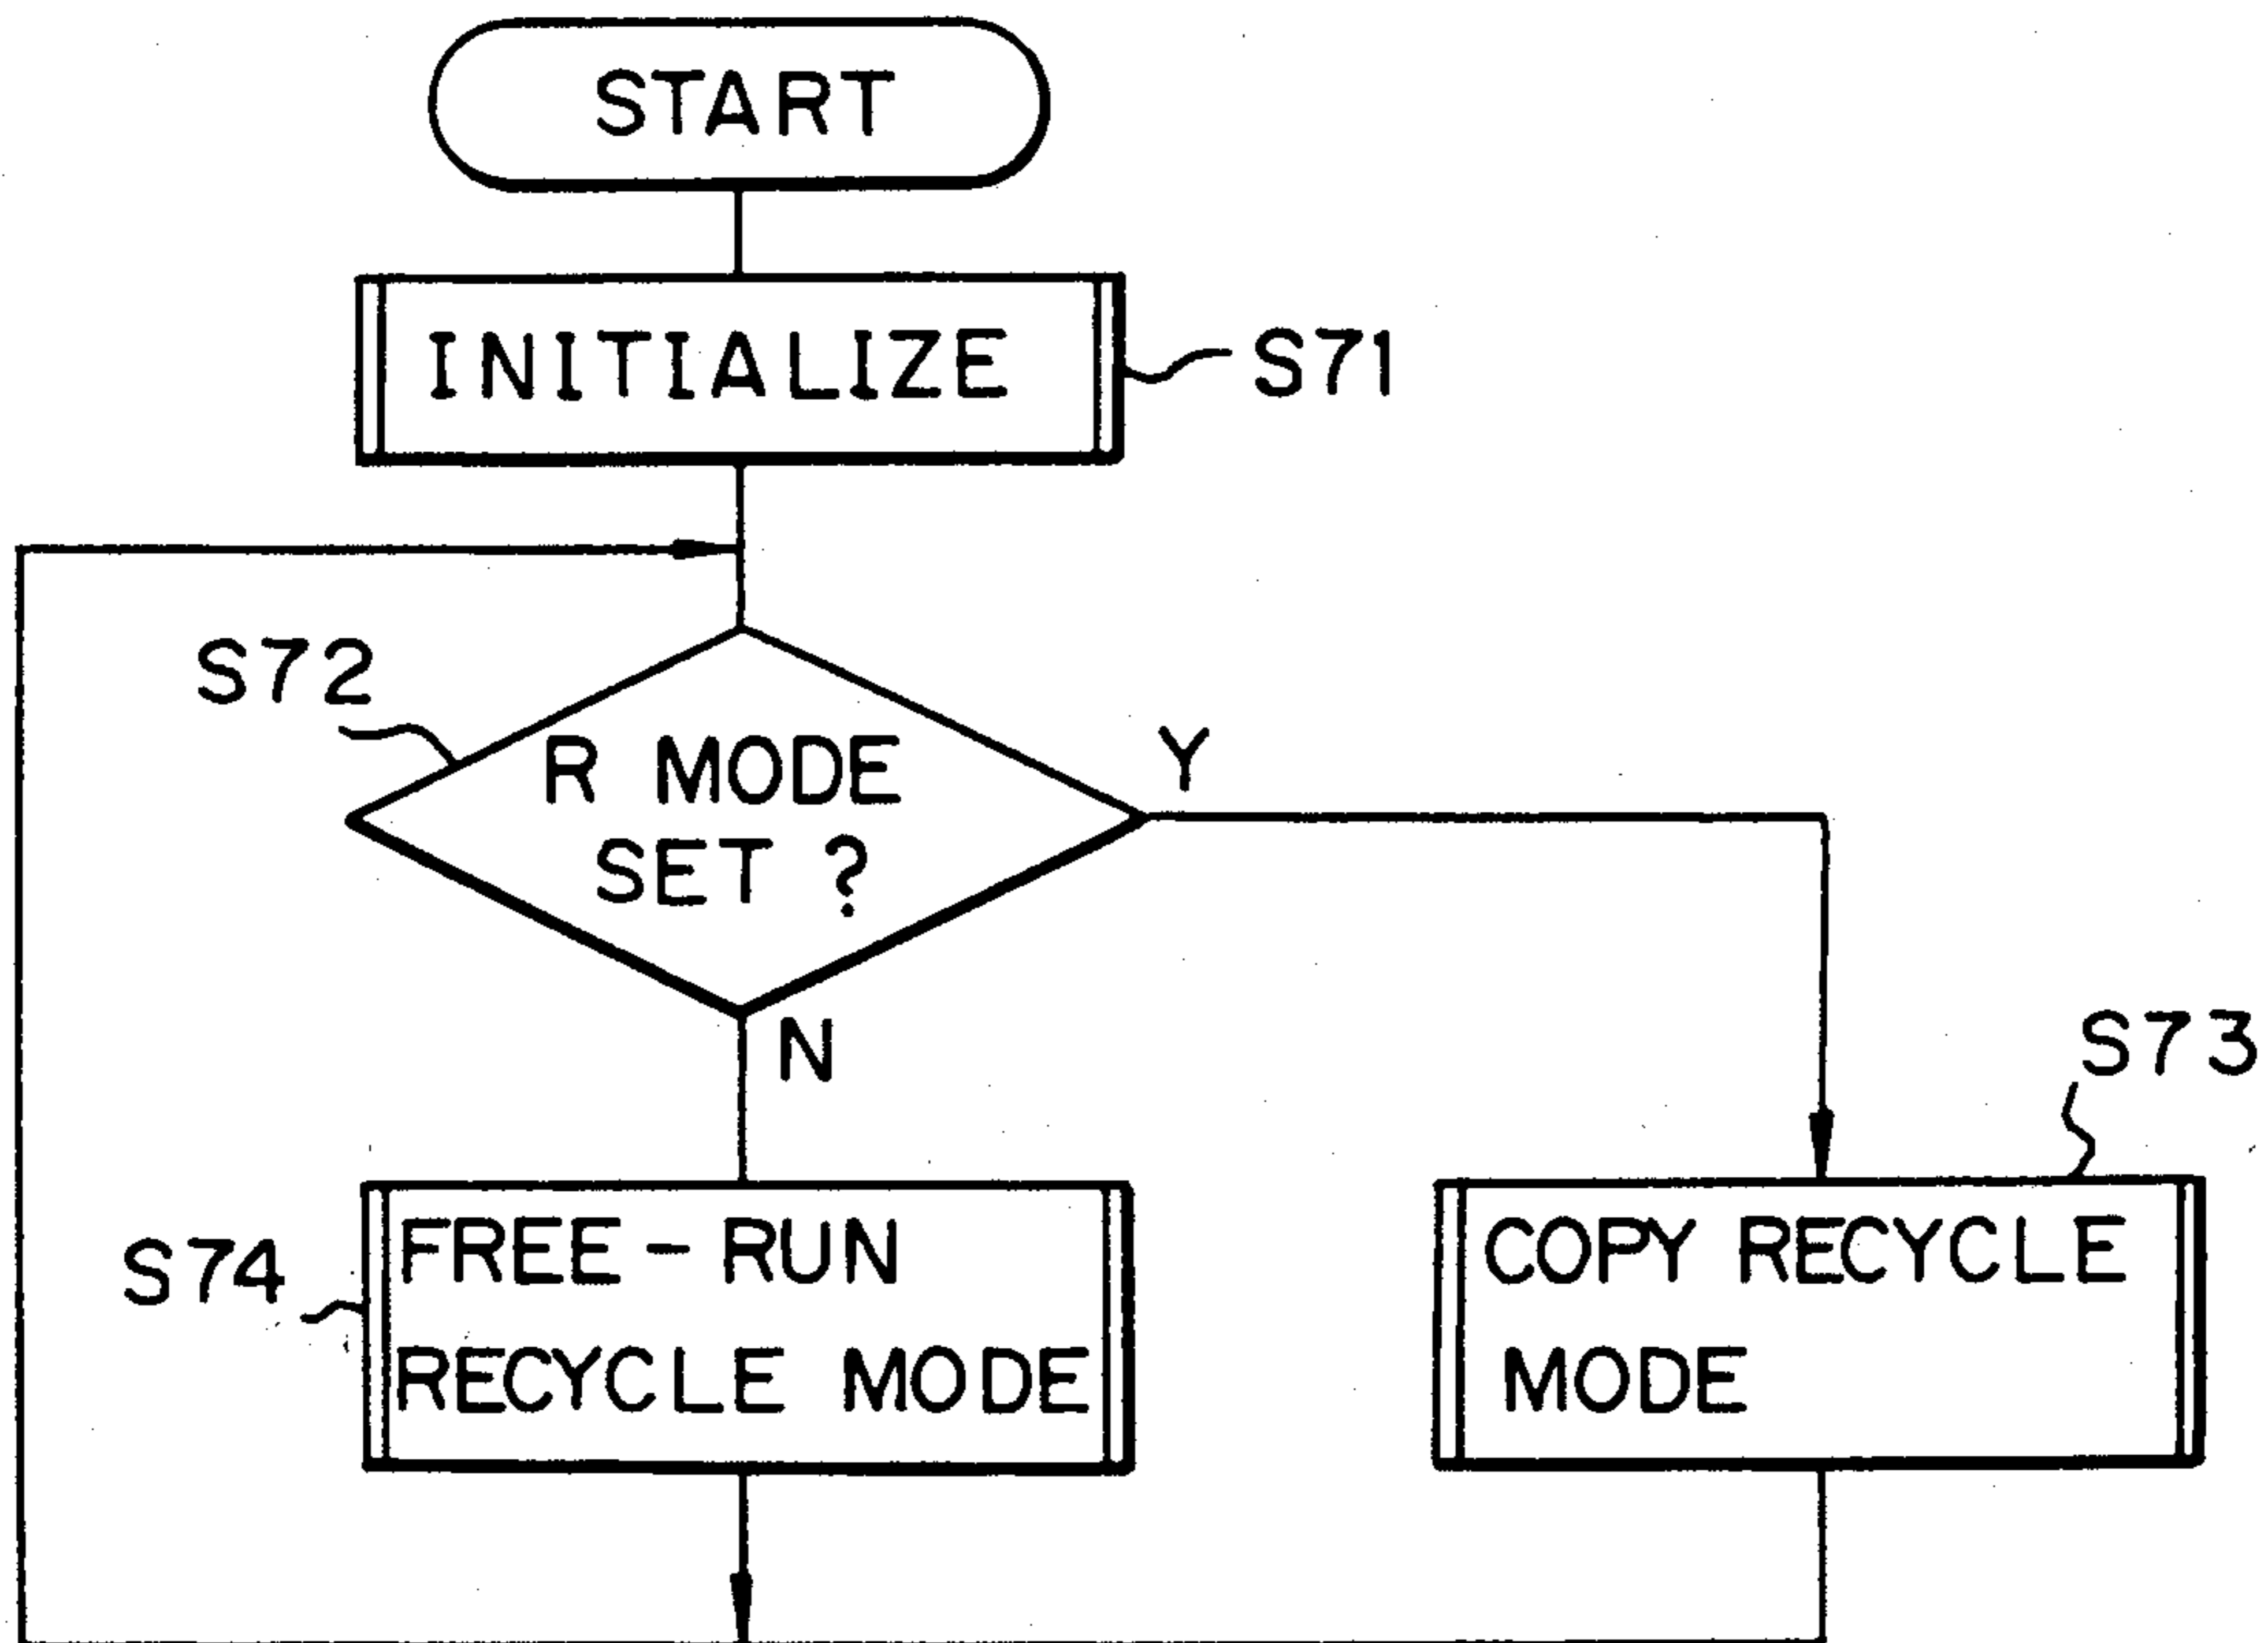 START
INITIALIZE
S71
S72
R MODE
SET ?
Y
N
S73
S74
FREE-RUN
RECYCLE MODE
COPY RECYCLE
MODE